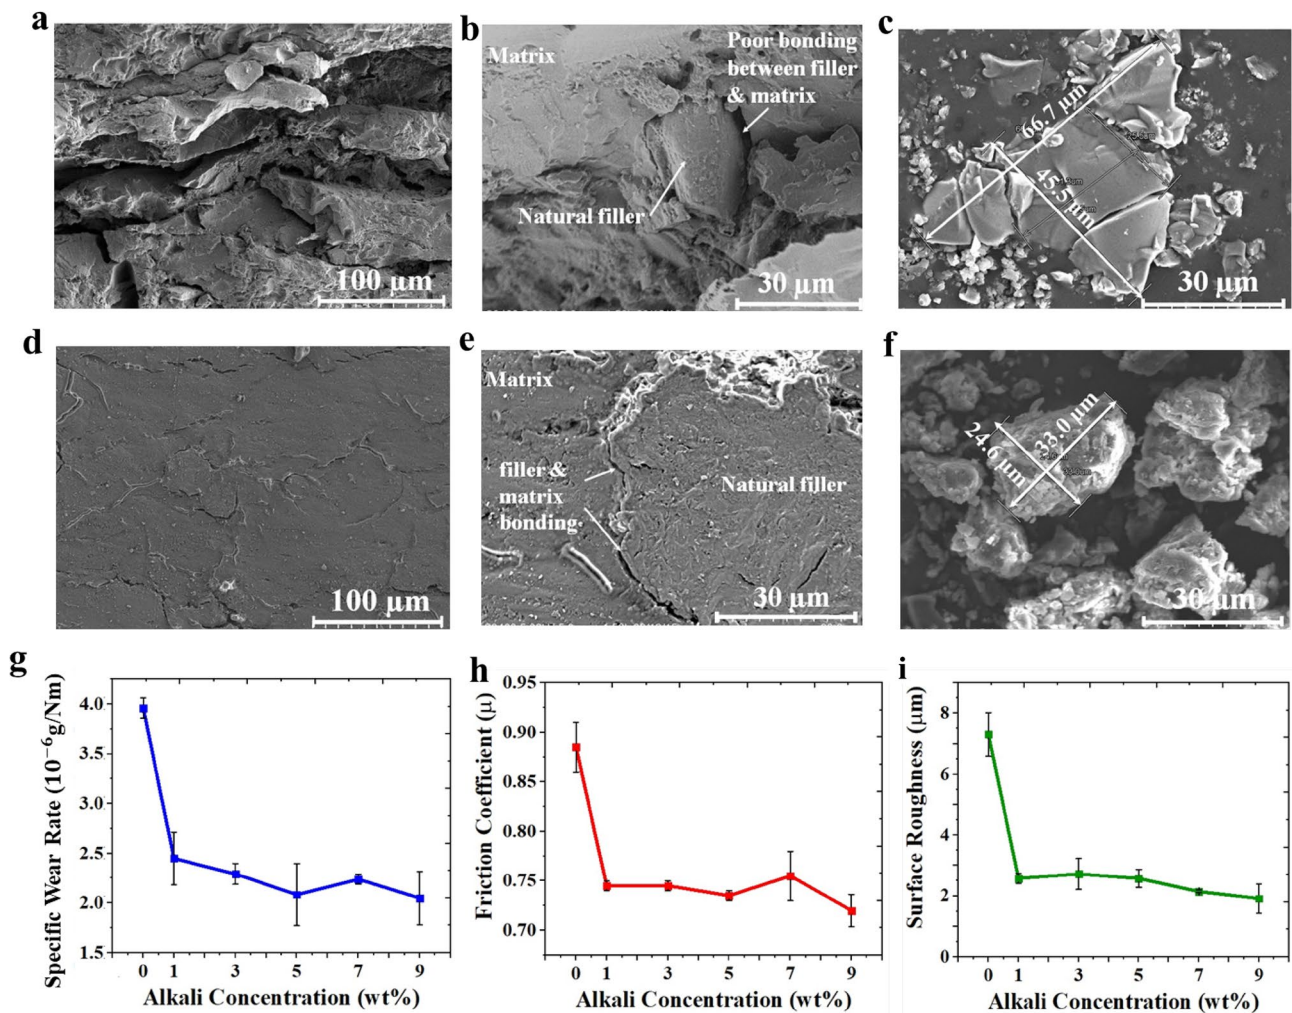 a
100 µm
b
Matrix
Poor bonding
between filler
& matrix
Natural filler
30 µm
c
66.7 µm
45.5 µm
30 µm
d
100 µm
e
Matrix
filler &
matrix
bonding
Natural filler
30 µm
f
24.6 µm
33.0 µm
30 µm
g
Specific Wear Rate (10⁻⁶g/Nm)
4.0
3.5
3.0
2.5
2.0
1.5
0 1 3 5 7 9
Alkali Concentration (wt%)
h
Friction Coefficient (µ)
0.95
0.90
0.85
0.80
0.75
0.70
0 1 3 5 7 9
Alkali Concentration (wt%)
i
Surface Roughness (µm)
8
6
4
2
0
0 1 3 5 7 9
Alkali Concentration (wt%)